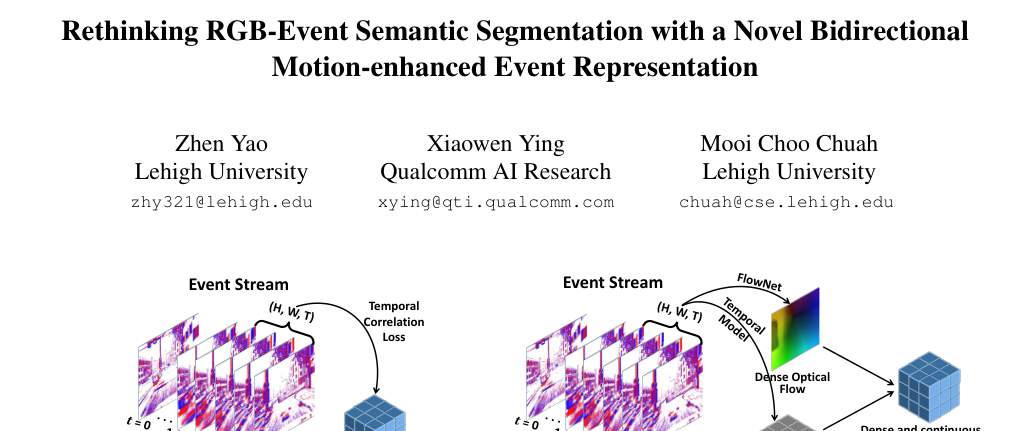 Rethinking RGB-Event Semantic Segmentation with a Novel Bidirectional
Motion-enhanced Event Representation
Zhen Yao
Lehigh University
zhy321@lehigh.edu
Xiaowen Ying
Qualcomm AI Research
xying@qti.qualcomm.com
Mooi Choo Chuah
Lehigh University
chuah@cse.lehigh.edu
Event Stream
(H, W, T)
Temporal
Correlation
Loss
t = 0
...
Event Stream
(H, W, T)
FlowNet
Temporal
Model
Dense Optical
Flow
t = 0
...
Dense and continuous